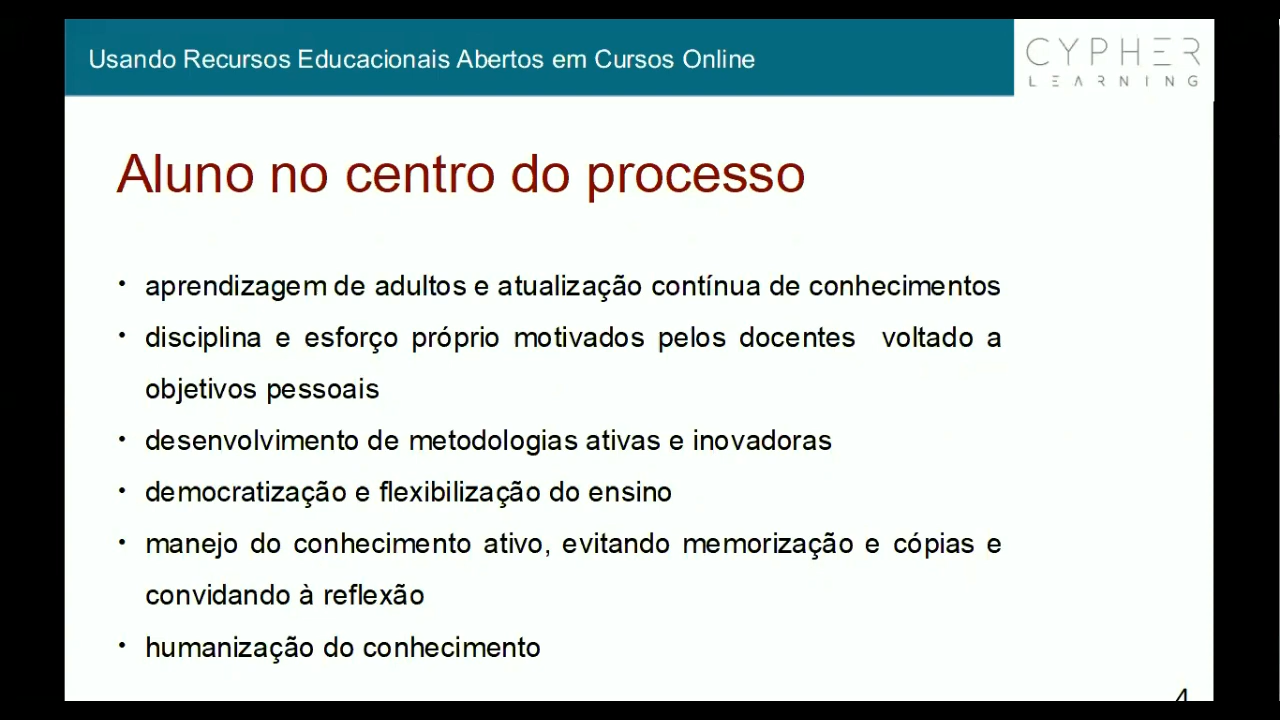 Usando Recursos Educacionais Abertos em Cursos Online
CYPHER
LEARNING
Aluno no centro do processo
• aprendizagem de adultos e atualização contínua de conhecimentos
• disciplina e esforço próprio motivados pelos docentes voltado a
objetivos pessoais
• desenvolvimento de metodologias ativas e inovadoras
• democratização e flexibilização do ensino
• manejo do conhecimento ativo, evitando memorização e cópias e
convidando à reflexão
• humanização do conhecimento
4